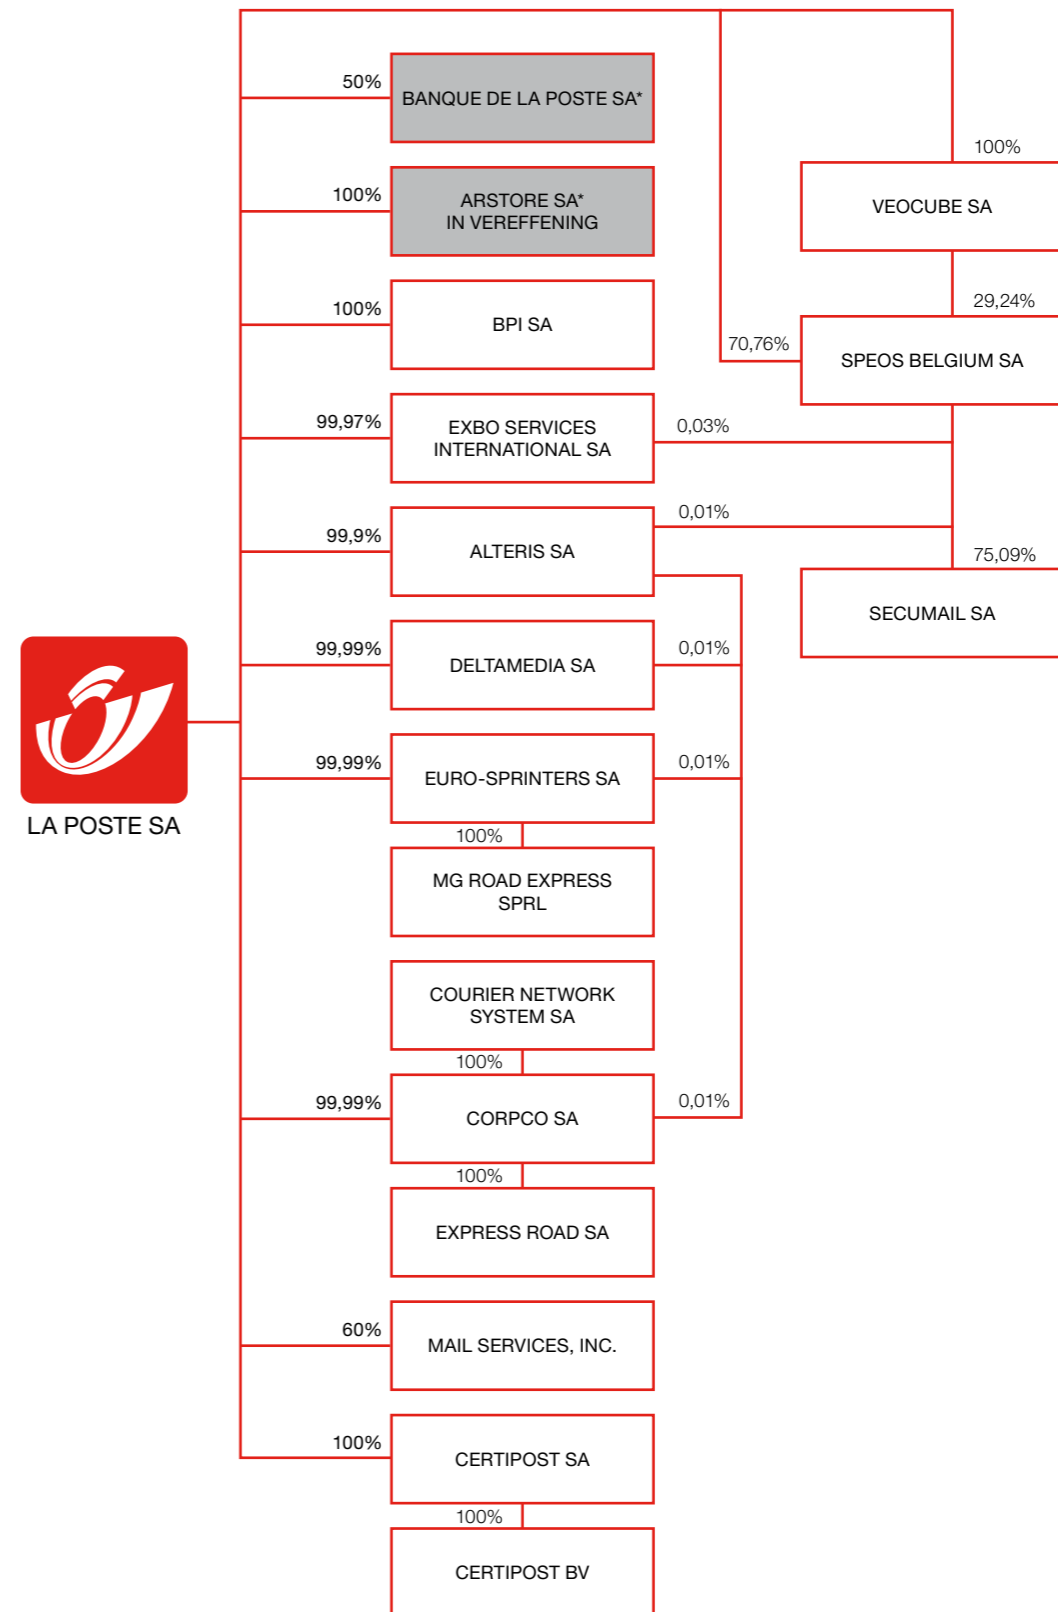 50%
BANQUE DE LA POSTE SA*
100%
ARSTORE SA*
IN VEREFFENING
100%
VEOCUBE SA
100%
BPI SA
29,24%
70,76%
SPEOS BELGIUM SA
99,97%
EXBO SERVICES
INTERNATIONAL SA
0,03%
99,9%
ALTERIS SA
0,01%
75,09%
SECUMAIL SA
99,99%
DELTAMEDIA SA
0,01%
LA POSTE SA
99,99%
EURO-SPRINTERS SA
0,01%
100%
MG ROAD EXPRESS
SPRL
COURIER NETWORK
SYSTEM SA
100%
99,99%
CORPCO SA
0,01%
100%
EXPRESS ROAD SA
60%
MAIL SERVICES, INC.
100%
CERTIPOST SA
100%
CERTIPOST BV